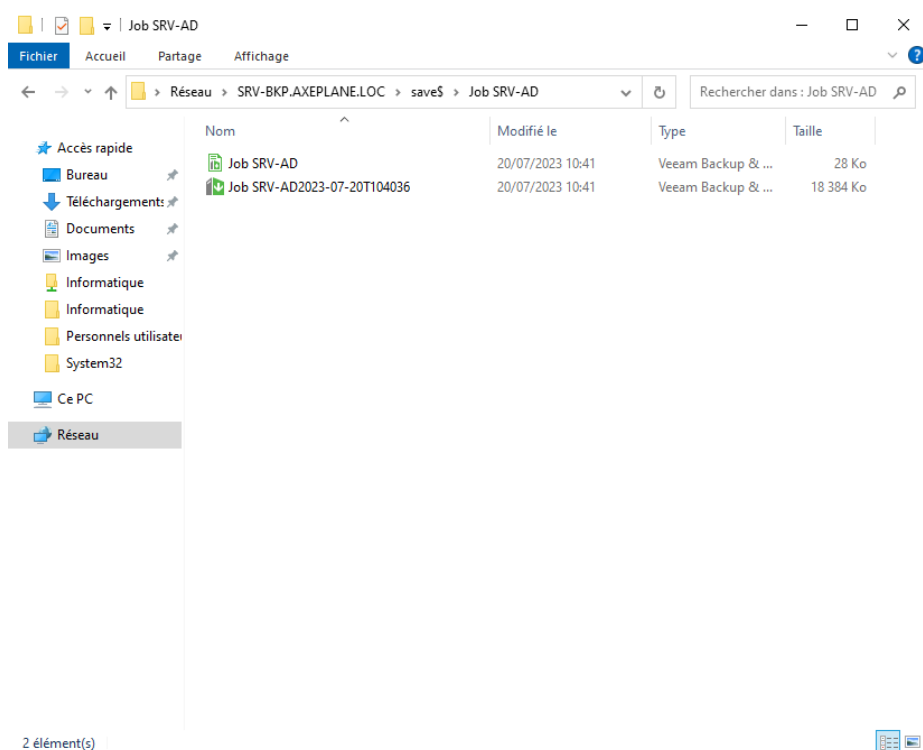 Job SRV-AD
Fichier Accueil Partage Affichage
Réseau > SRV-BKP.AXEPLANE.LOC > save$ > Job SRV-AD
Rechercher dans : Job SRV-AD
Nom Modifié le Type Taille
Accès rapide
Bureau
Téléchargements
Documents
Images
Informatique
Informatique
Personnels utilisate
System32
Ce PC
Réseau
Job SRV-AD 20/07/2023 10:41 Veeam Backup & ... 28 Ko
Job SRV-AD2023-07-20T104036 20/07/2023 10:41 Veeam Backup & ... 18 384 Ko
2 élément(s)